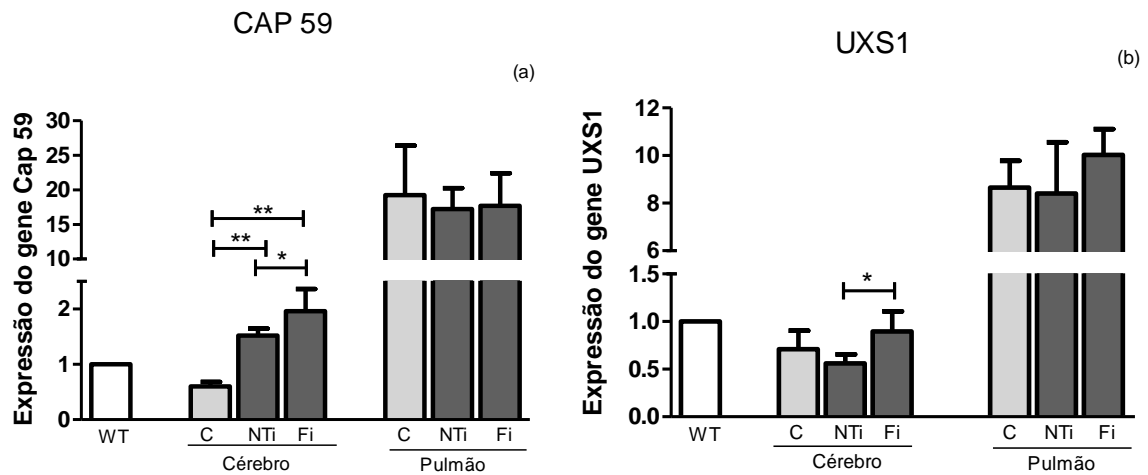 CAP 59
(a)
Expressão do gene Cap 59
30
25
20
15
10
2
1
0
**
**
*
WT
C NTi Fi
Cérebro
C NTi Fi
Pulmão
UXS1
(b)
Expressão do gene UXS1
12
10
8
6
1.5
1.0
0.5
0.0
*
WT
C NTi Fi
Cérebro
C NTi Fi
Pulmão